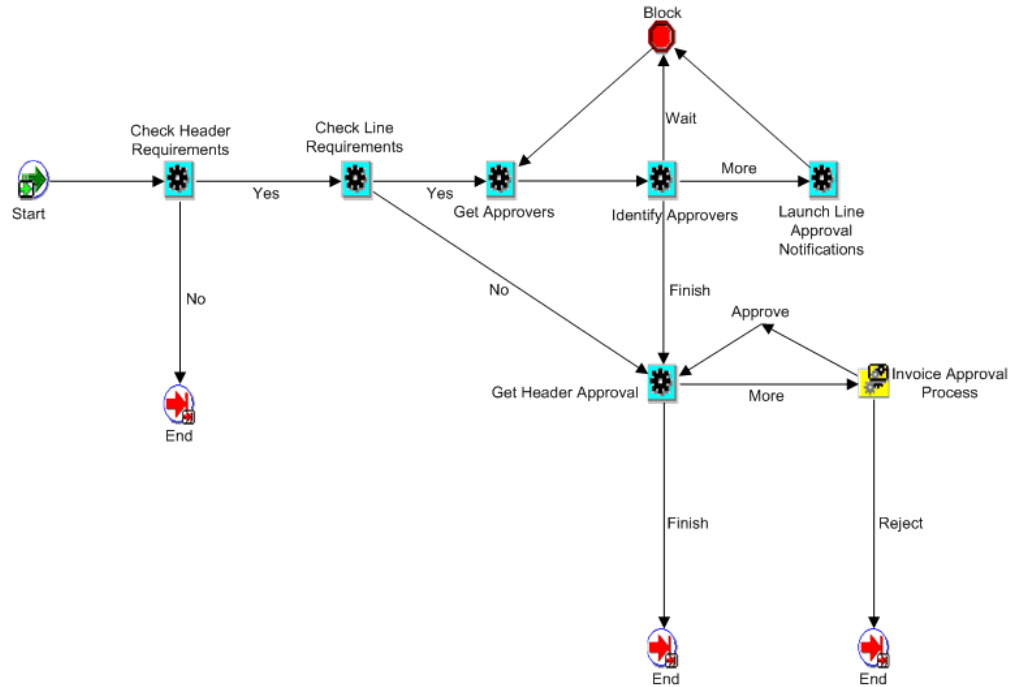 Block
Wait
Check Header
Requirements
Check Line
Requirements
Start
Yes
Yes
Get Approvers
Identify Approvers
More
Launch Line
Approval
Notifications
No
No
Finish
Approve
End
Get Header Approval
More
Invoice Approval
Process
Finish
Reject
End
End